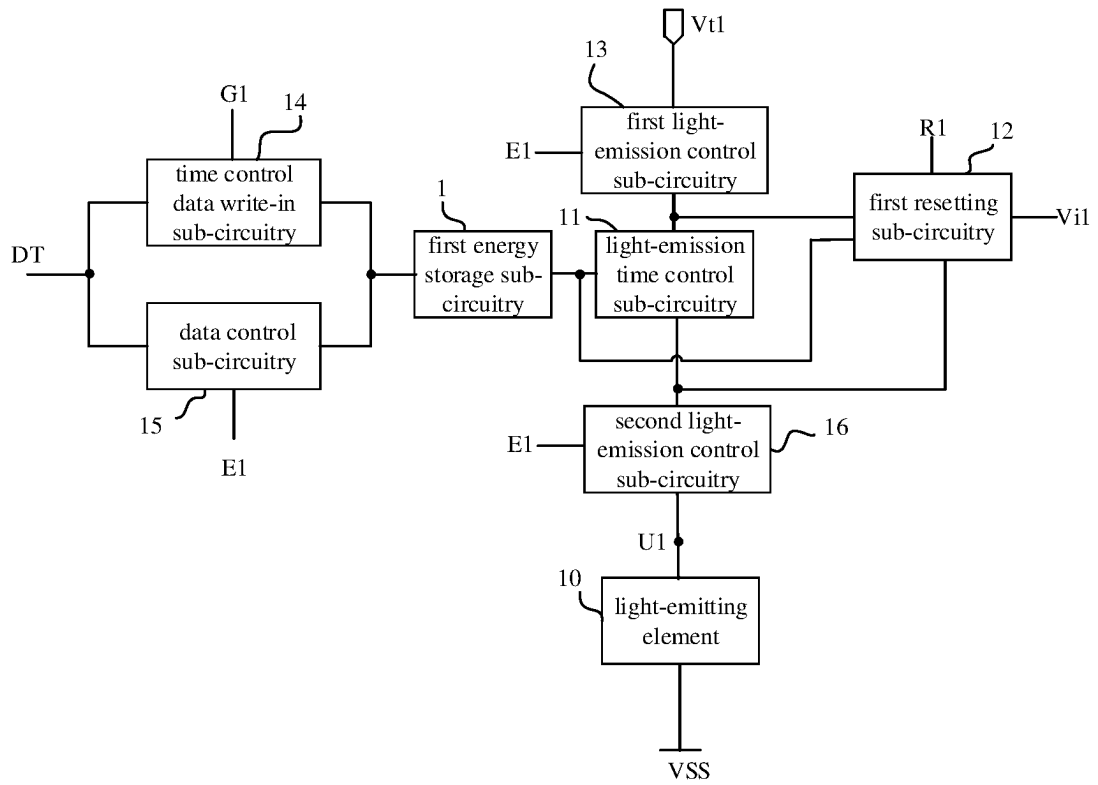 Vt1
13
G1
14
first light-
emission control
sub-circuitry
E1
R1
12
time control
data write-in
sub-circuitry
first resetting
sub-circuitry
Vi1
1
11
DT
first energy
storage sub-
circuitry
light-emission
time control
sub-circuitry
data control
sub-circuitry
15
E1
second light-
emission control
sub-circuitry
E1
16
U1
10
light-emitting
element
VSS